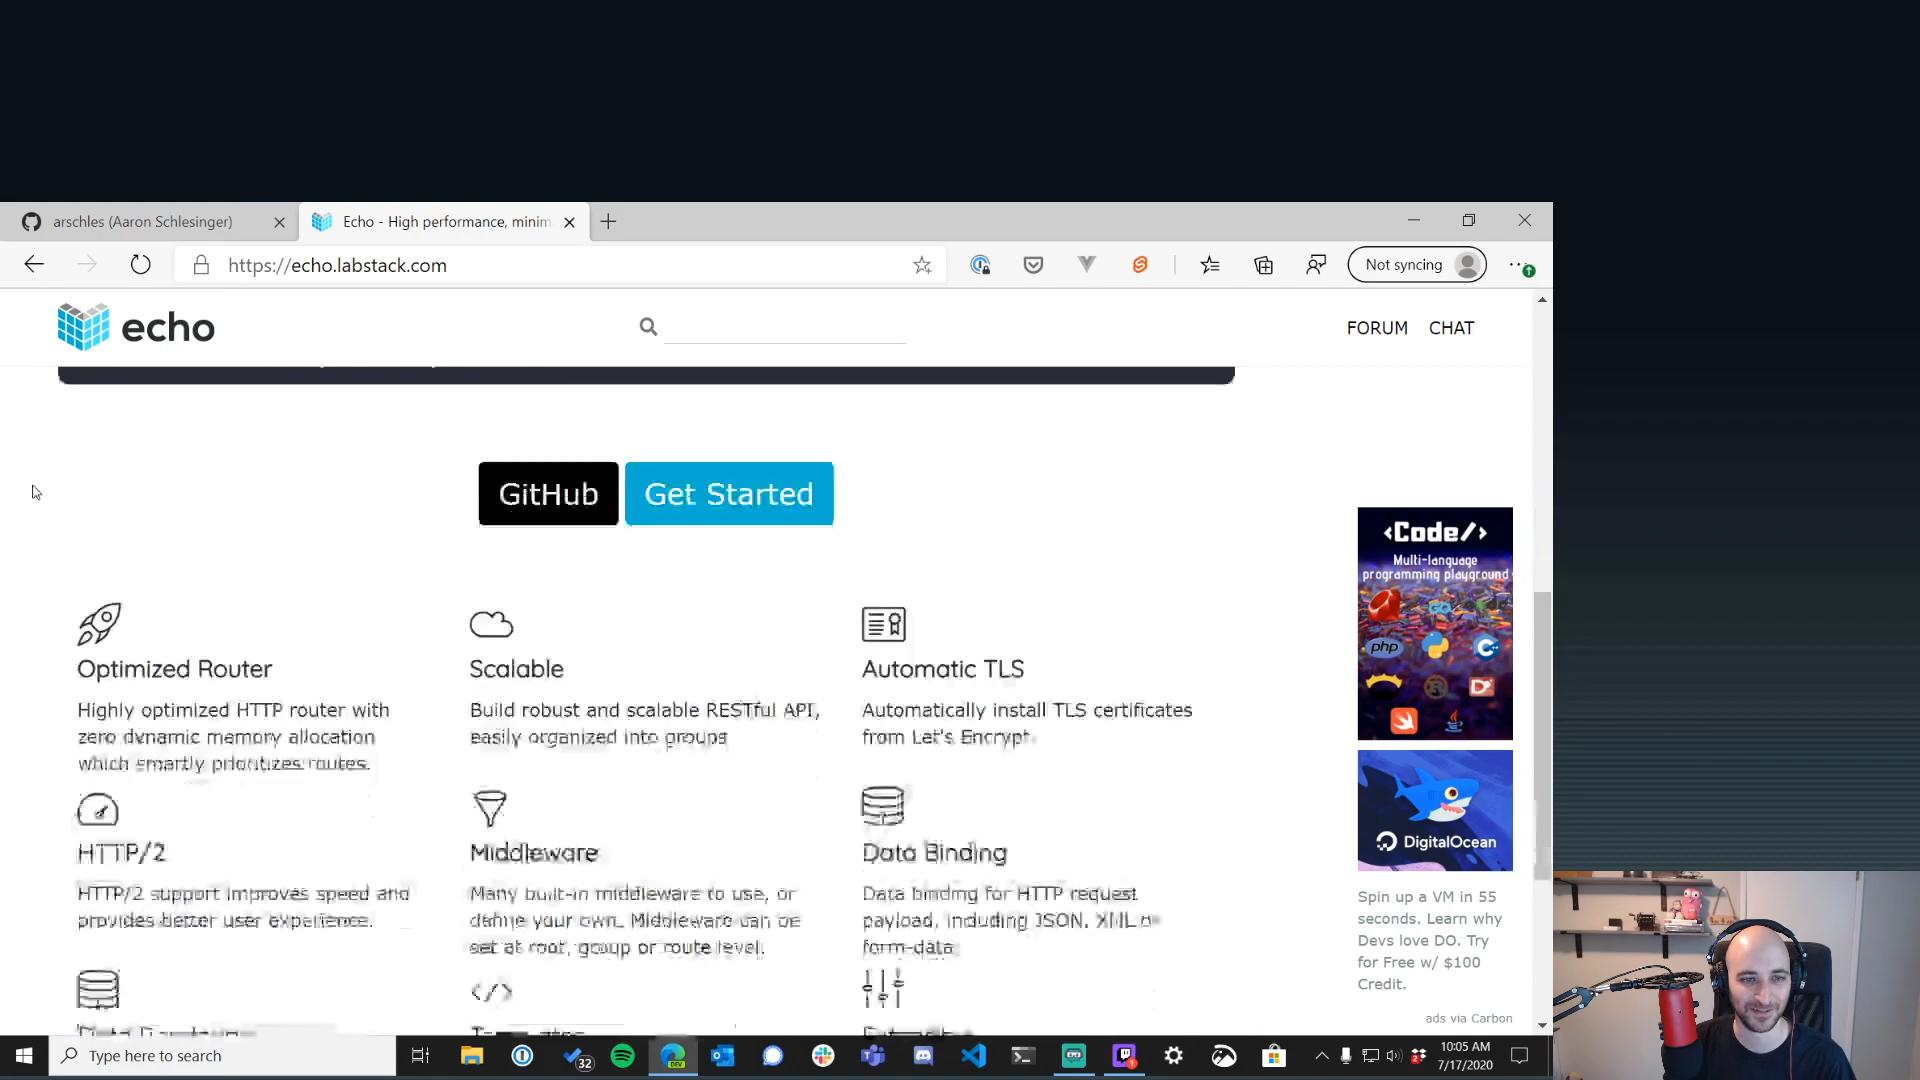 arschles (Aaron Schlesinger)
Echo - High performance, minim
https://echo.labstack.com
Not syncing
echo
FORUM CHAT
GitHub
Get Started
Optimized Router
Highly optimized HTTP router with
zero dynamic memory allocation
which smartly prioritizes routes.
Scalable
Build robust and scalable RESTful API,
easily organized into groups
Automatic TLS
Automatically install TLS certificates
from Let's Encrypt.
HTTP/2
HTTP/2 support improves speed and
provides better user experience.
Middleware
Many built-in middleware to use, or
define your own. Middleware can be
set at root, group or route level.
Data Binding
Data binding for HTTP request
payload, including JSON, XML or
form-data.
<Code/>
Multi-language
programming playground
GO
php
DigitalOcean
Spin up a VM in 55
seconds. Learn why
Devs love DO. Try
for Free w/ $100
Credit.
ads via Carbon
Type here to search
32
DEV
1
10:05 AM
7/17/2020